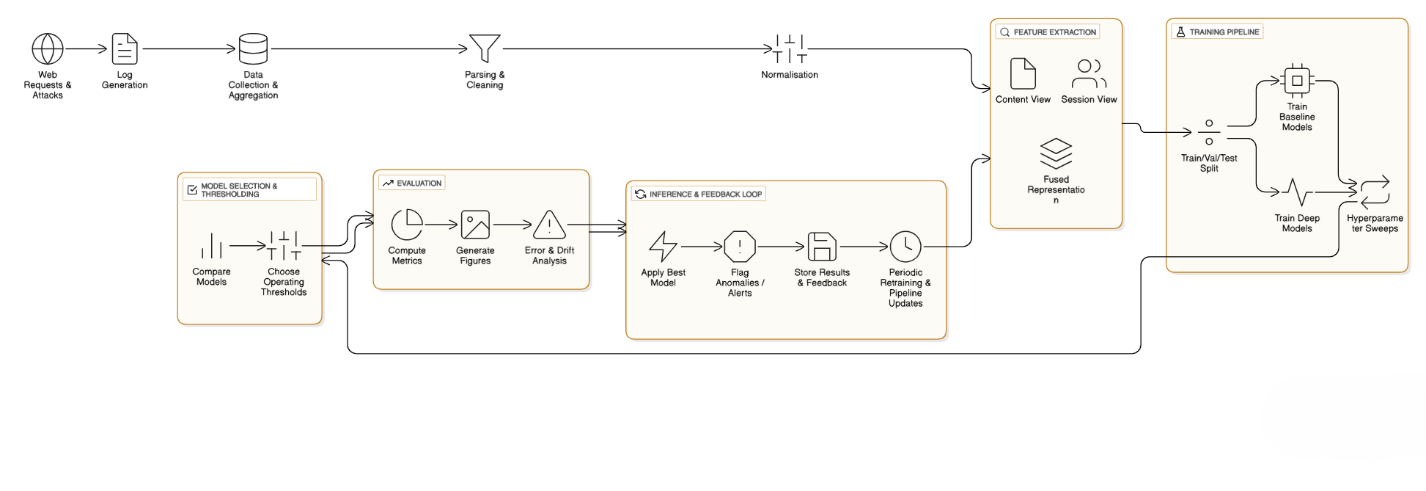 Web
Requests &
Attacks
Log
Generation
Data
Collection &
Aggregation
Parsing &
Cleaning
Normalisation
FEATURE EXTRACTION
Content View
Session View
Fused
Representatio
n
TRAINING PIPELINE
Train/Val/Test
Split
Train
Baseline
Models
Train Deep
Models
Hyperparame
ter Sweeps
MODEL SELECTION &
THRESHOLDING
Compare
Models
Choose
Operating
Thresholds
EVALUATION
Compute
Metrics
Generate
Figures
Error & Drift
Analysis
INFERENCE & FEEDBACK LOOP
Apply Best
Model
Flag
Anomalies /
Alerts
Store Results
& Feedback
Periodic
Retraining &
Pipeline
Updates